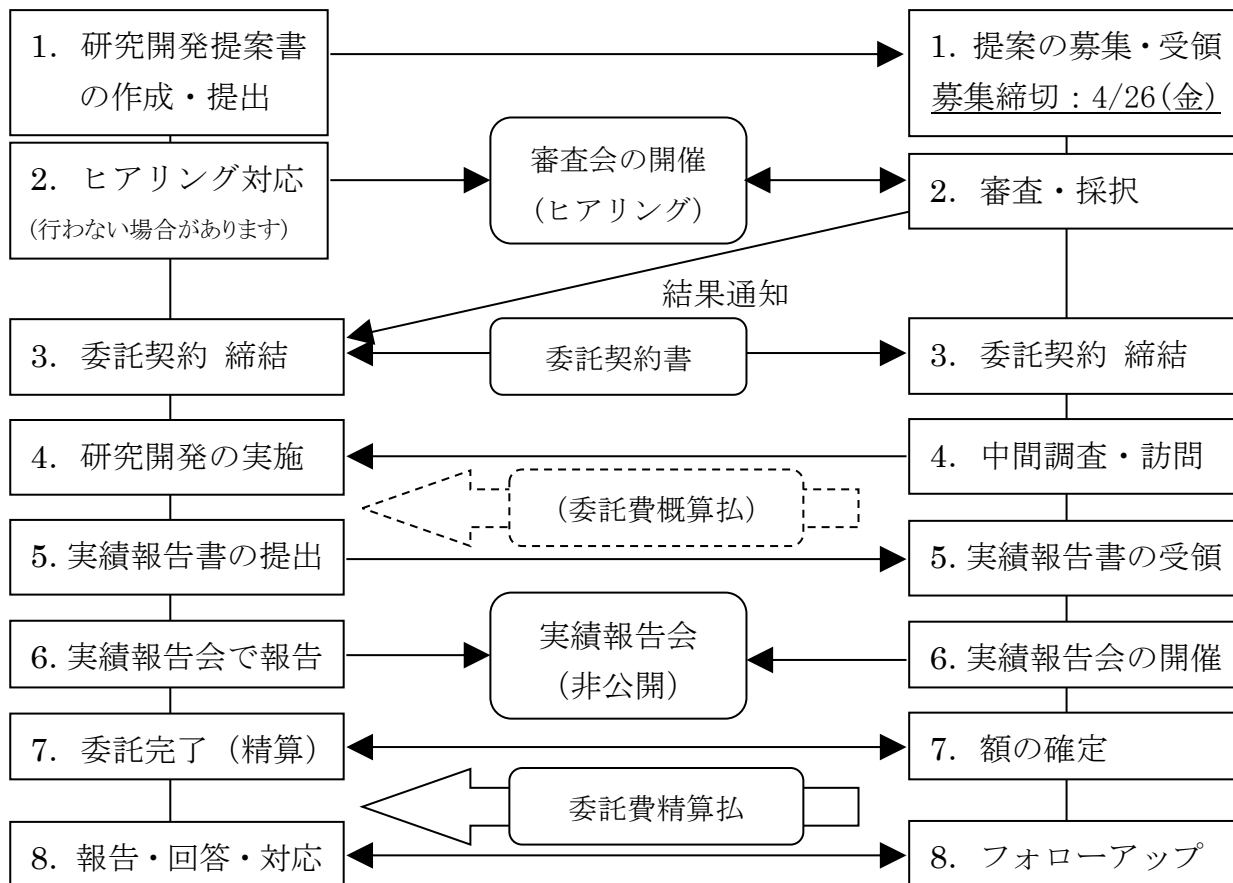 1. 研究開発提案書
の作成・提出
1. 提案の募集・受領
募集締切：4/26(金)
2. ヒアリング対応
(行わない場合があります)
審査会の開催
（ヒアリング）
2. 審査・採択
結果通知
3. 委託契約 締結
委託契約書
3. 委託契約 締結
4. 研究開発の実施
4. 中間調査・訪問
（委託費概算払）
5. 実績報告書の提出
5. 実績報告書の受領
6. 実績報告会で報告
実績報告会
（非公開）
6. 実績報告会の開催
7. 委託完了（精算）
7. 額の確定
委託費精算払
8. 報告・回答・対応
8. フォローアップ